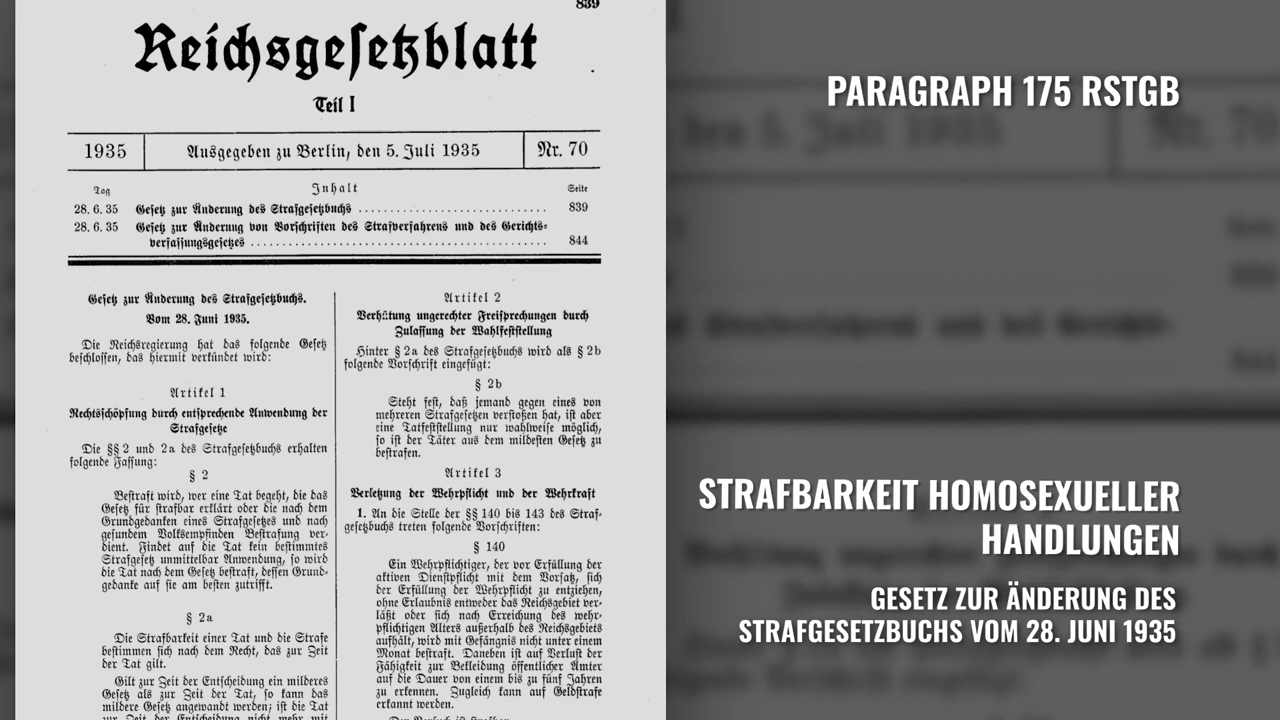 839
Reichsgesetzblatt
Teil I
1935
Ausgegeben zu Berlin, den 5. Juli 1935
Nr. 70
Tag
Inhalt
Seite
28. 6. 35 Gesetz zur Änderung des Strafgesetzbuchs ........................... 839
28. 6. 35 Gesetz zur Änderung von Vorschriften des Strafverfahrens und des Gerichts-
verfassungsgesetzes ........................................... 844
Gesetz zur Änderung des Strafgesetzbuchs.
Vom 28. Juni 1935.
Die Reichsregierung hat das folgende Gesetz
beschlossen, das hiermit verkündet wird:
Artikel 1
Rechtsschöpfung durch entsprechende Anwendung der
Strafgesetze
Die §§ 2 und 2a des Strafgesetzbuchs erhalten
folgende Fassung:
§ 2
Bestraft wird, wer eine Tat begeht, die das
Gesetz für strafbar erklärt oder die nach dem
Grundgedanken eines Strafgesetzes und nach
gesundem Volksempfinden Bestrafung ver-
dient. Findet auf die Tat kein bestimmtes
Strafgesetz unmittelbar Anwendung, so wird
die Tat nach dem Gesetz bestraft, dessen Grund-
gedanke auf sie am besten zutrifft.
§ 2a
Die Strafbarkeit einer Tat und die Strafe
bestimmen sich nach dem Recht, das zur Zeit
der Tat gilt.
Gilt zur Zeit der Entscheidung ein milderes
Gesetz als zur Zeit der Tat, so kann das
mildere Gesetz angewandt werden; ist die Tat
zur Zeit der Entscheidung nicht mehr mit
Artikel 2
Verhütung ungerechter Freisprechungen durch
Zulassung der Wahlfeststellung
Hinter § 2a des Strafgesetzbuchs wird als § 2b
folgende Vorschrift eingefügt:
§ 2b
Steht fest, daß jemand gegen eines von
mehreren Strafgesetzen verstoßen hat, ist aber
eine Tatfeststellung nur wahlweise möglich,
so ist der Täter aus dem mildesten Gesetz zu
bestrafen.
Artikel 3
Verletzung der Wehrpflicht und der Wehrkraft
1. An die Stelle der §§ 140 bis 143 des Straf-
gesetzbuchs treten folgende Vorschriften:
§ 140
Ein Wehrpflichtiger, der vor Erfüllung der
aktiven Dienstpflicht mit dem Vorsatz, sich
der Erfüllung der Wehrpflicht zu entziehen,
ohne Erlaubnis entweder das Reichsgebiet ver-
läßt oder sich nach Erreichung des wehr-
pflichtigen Alters außerhalb des Reichsgebiets
aufhält, wird mit Gefängnis nicht unter einem
Monat bestraft. Daneben ist auf Verlust der
Fähigkeit zur Bekleidung öffentlicher Ämter
auf die Dauer von einem bis zu fünf Jahren
zu erkennen. Zugleich kann auf Geldstrafe
erkannt werden.
Der Versuch ist strafbar.
PARAGRAPH 175 RSTGB
STRAFBARKEIT HOMOSEXUELLER
HANDLUNGEN
GESETZ ZUR ÄNDERUNG DES
STRAFGESETZBUCHS VOM 28. JUNI 1935